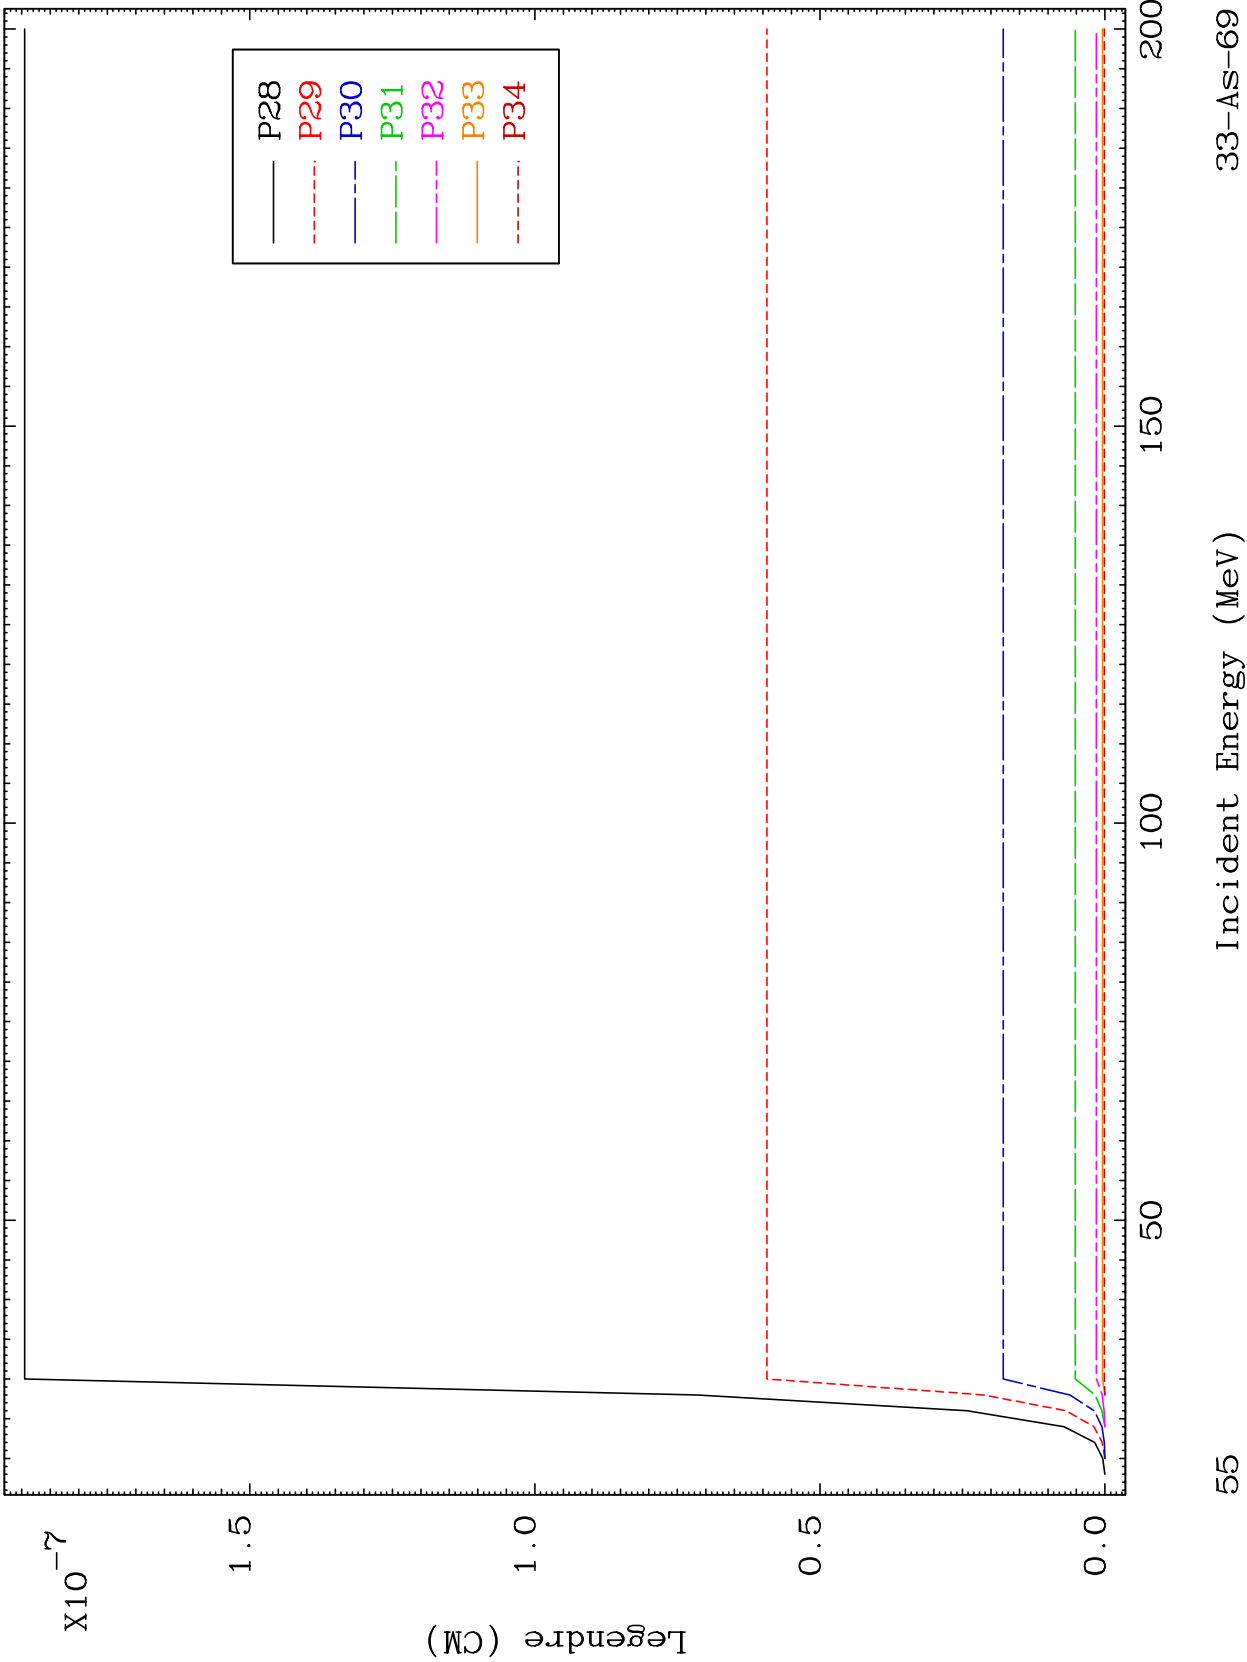 X10-7
1.5
1.0
0.5
0.0
Legendre (CM)
P28
P29
P30
P31
P32
P33
P34
50
100
150
200
Incident Energy (MeV)
55
33-As-69